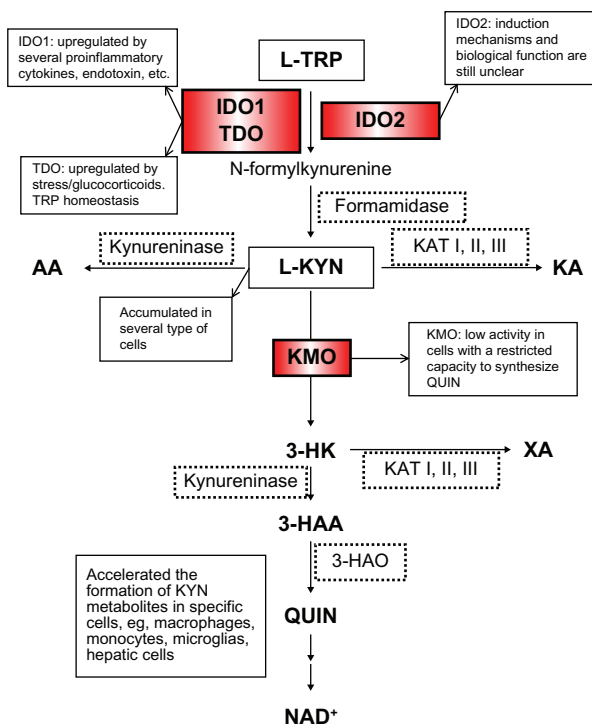 IDO1: upregulated by
several proinflammatory
cytokines, endotoxin, etc.
L-TRP
IDO2: induction
mechanisms and
biological function are
still unclear
IDO1
TDO
IDO2
TDO: upregulated by
stress/glucocorticoids.
TRP homeostasis
N-formylkynurenine
Formamidase
Kynureninase
KAT I, II, III
AA
L-KYN
KA
Accumulated in
several type of
cells
KMO
KMO: low activity in
cells with a restricted
capacity to synthesize
QUIN
3-HK
XA
KAT I, II, III
Kynureninase
3-HAA
3-HAO
Accelerated the
formation of KYN
metabolites in specific
cells, eg, macrophages,
monocytes, microglias,
hepatic cells
QUIN
NAD⁺